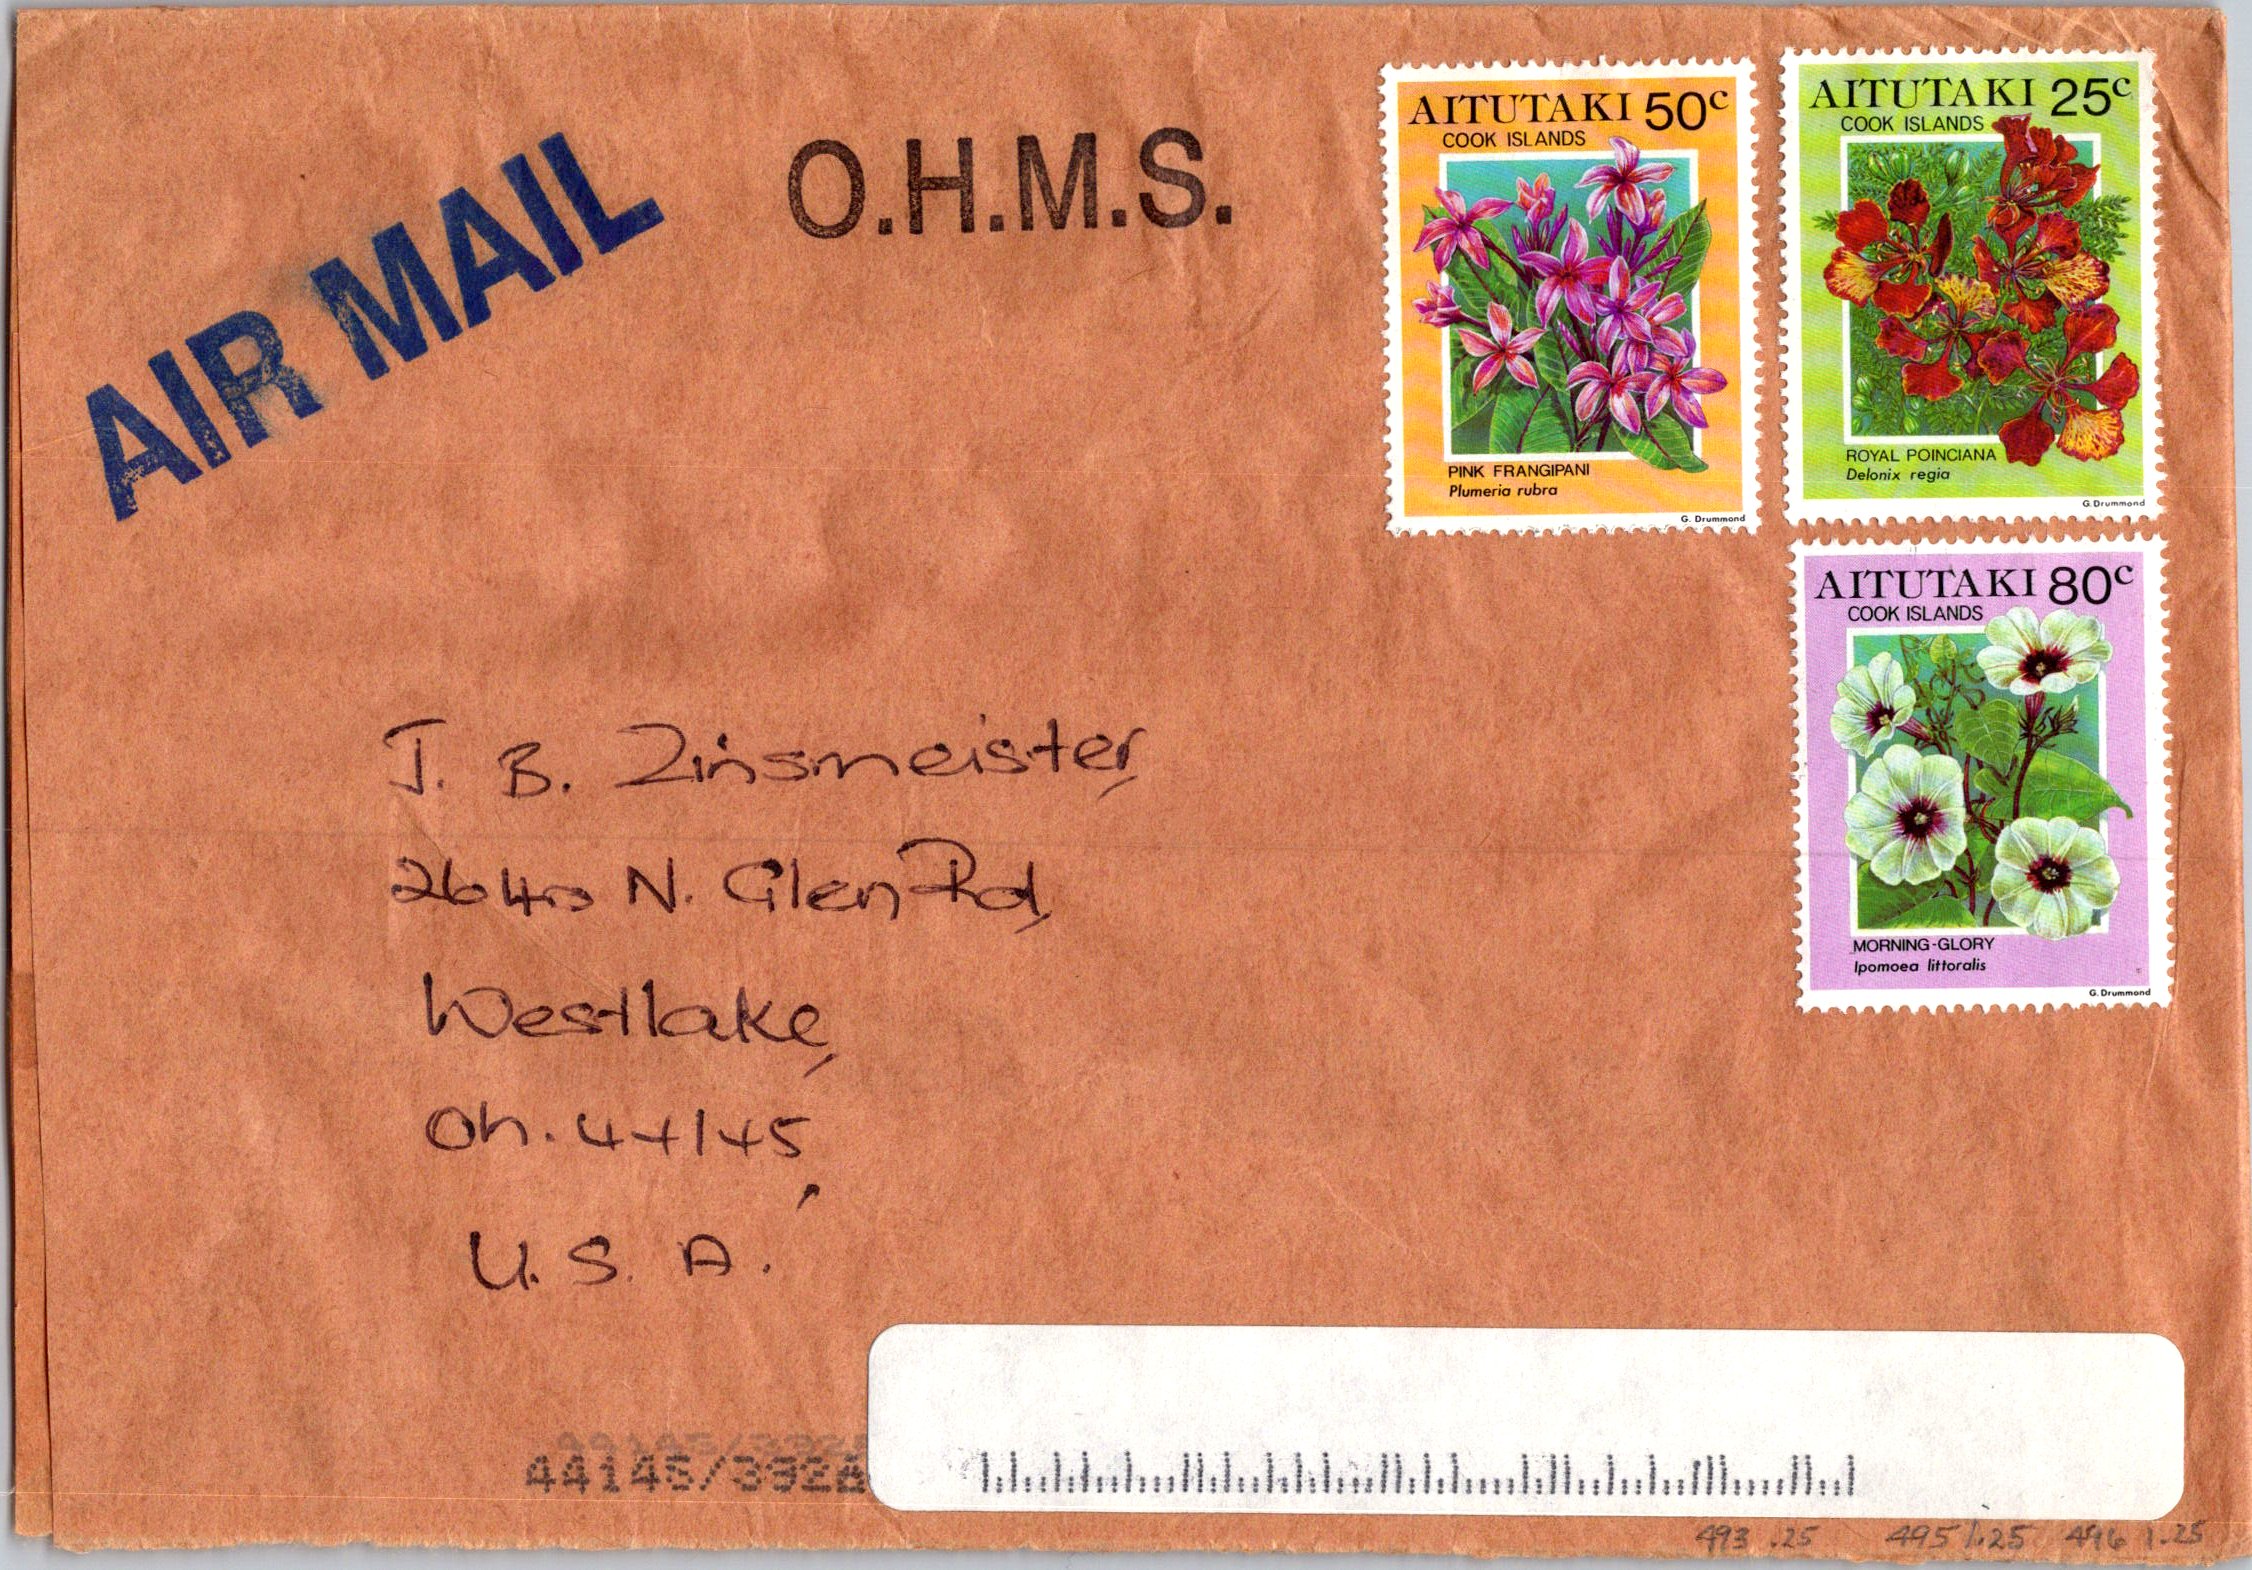 AIR MAIL
O.H.M.S.
AITUTAKI 50c
COOK ISLANDS
PINK FRANGIPANI
Plumeria rubra
G. Drummond
AITUTAKI 25c
COOK ISLANDS
ROYAL POINCIANA
Delonix regia
G. Drummond
AITUTAKI 80c
COOK ISLANDS
MORNING-GLORY
Ipomoea littoralis
G. Drummond
J. B. Zinsmeister,
N. Glen Rd,
Westlake,
Oh. 44145,
U. S. A.
44145/392
493 .25 495 1.25 496 1.25